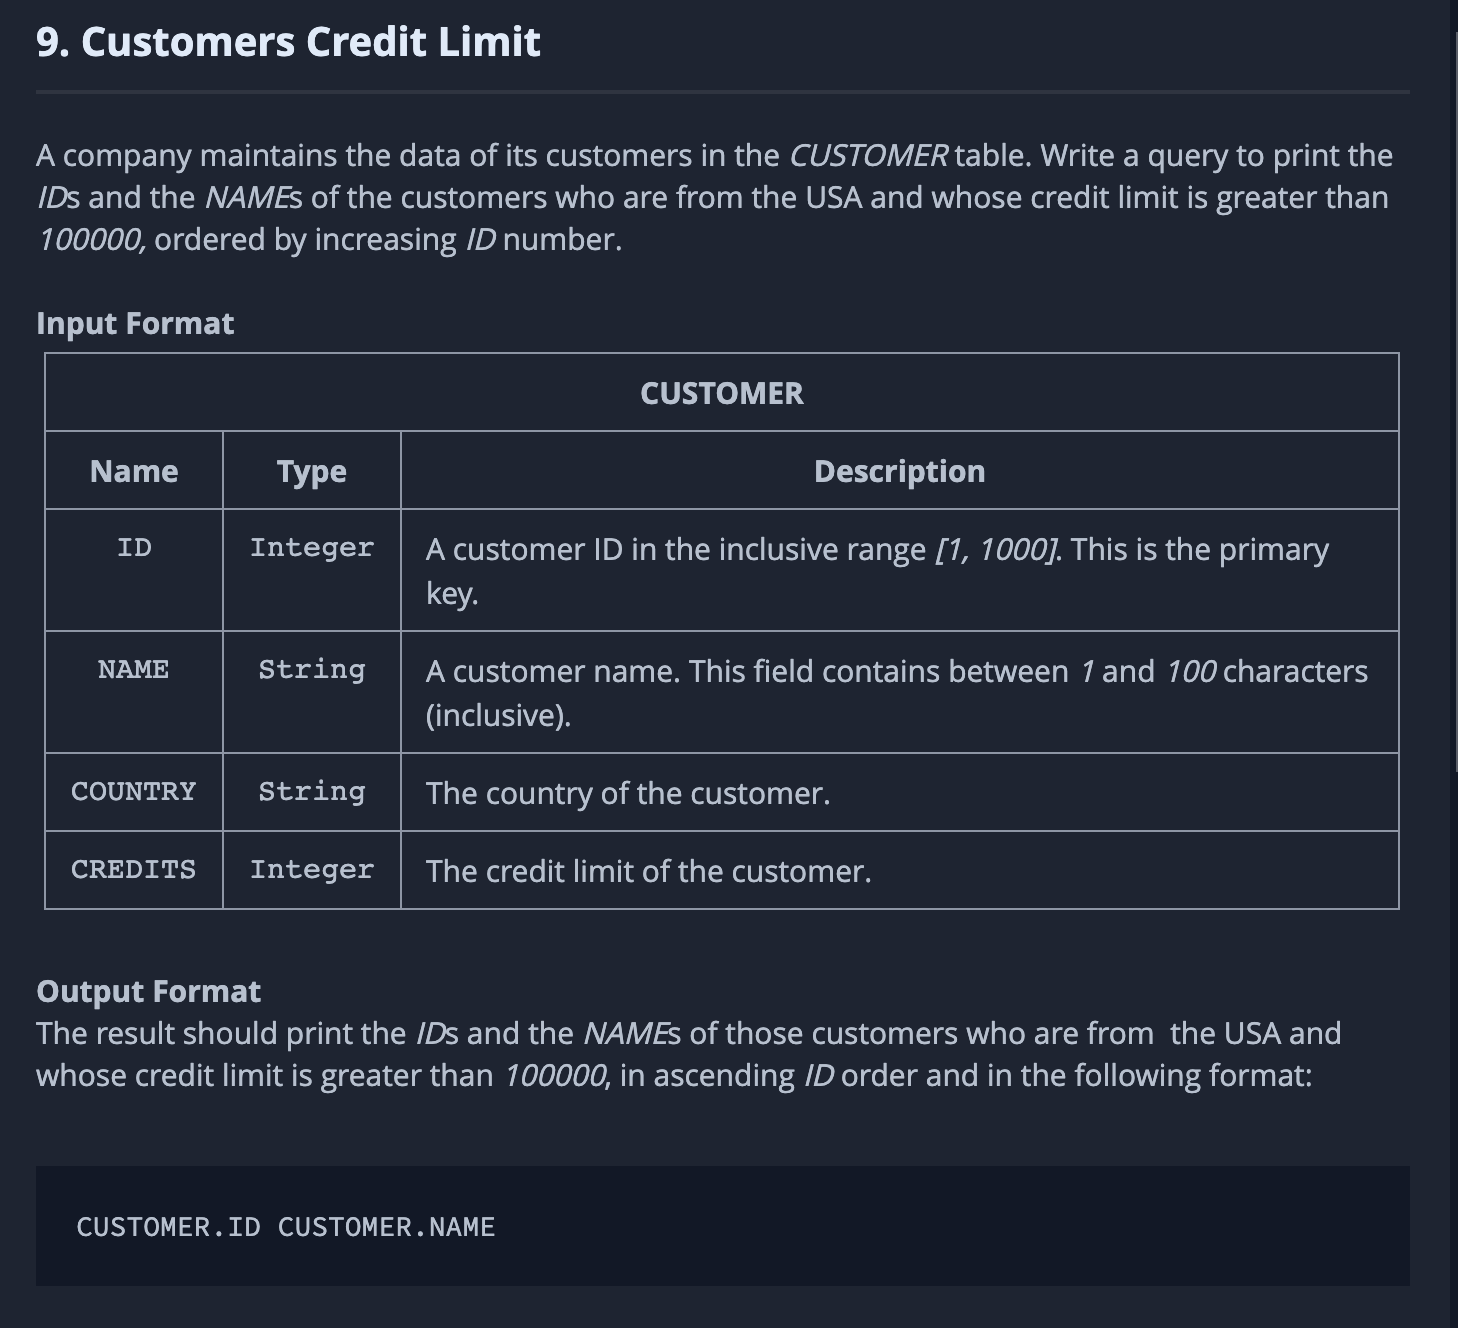 9. Customers Credit Limit
A company maintains the data of its customers in the CUSTOMER table. Write a query to print the
IDs and the NAMEs of the customers who are from the USA and whose credit limit is greater than
100000, ordered by increasing ID number.
Input Format
CUSTOMER
Name Type Description
ID Integer A customer ID in the inclusive range [1, 1000]. This is the primary
key.
NAME String A customer name. This field contains between 1 and 100 characters
(inclusive).
COUNTRY String The country of the customer.
CREDITS Integer The credit limit of the customer.
Output Format
The result should print the IDs and the NAMEs of those customers who are from  the USA and
whose credit limit is greater than 100000, in ascending ID order and in the following format:
CUSTOMER.ID CUSTOMER.NAME